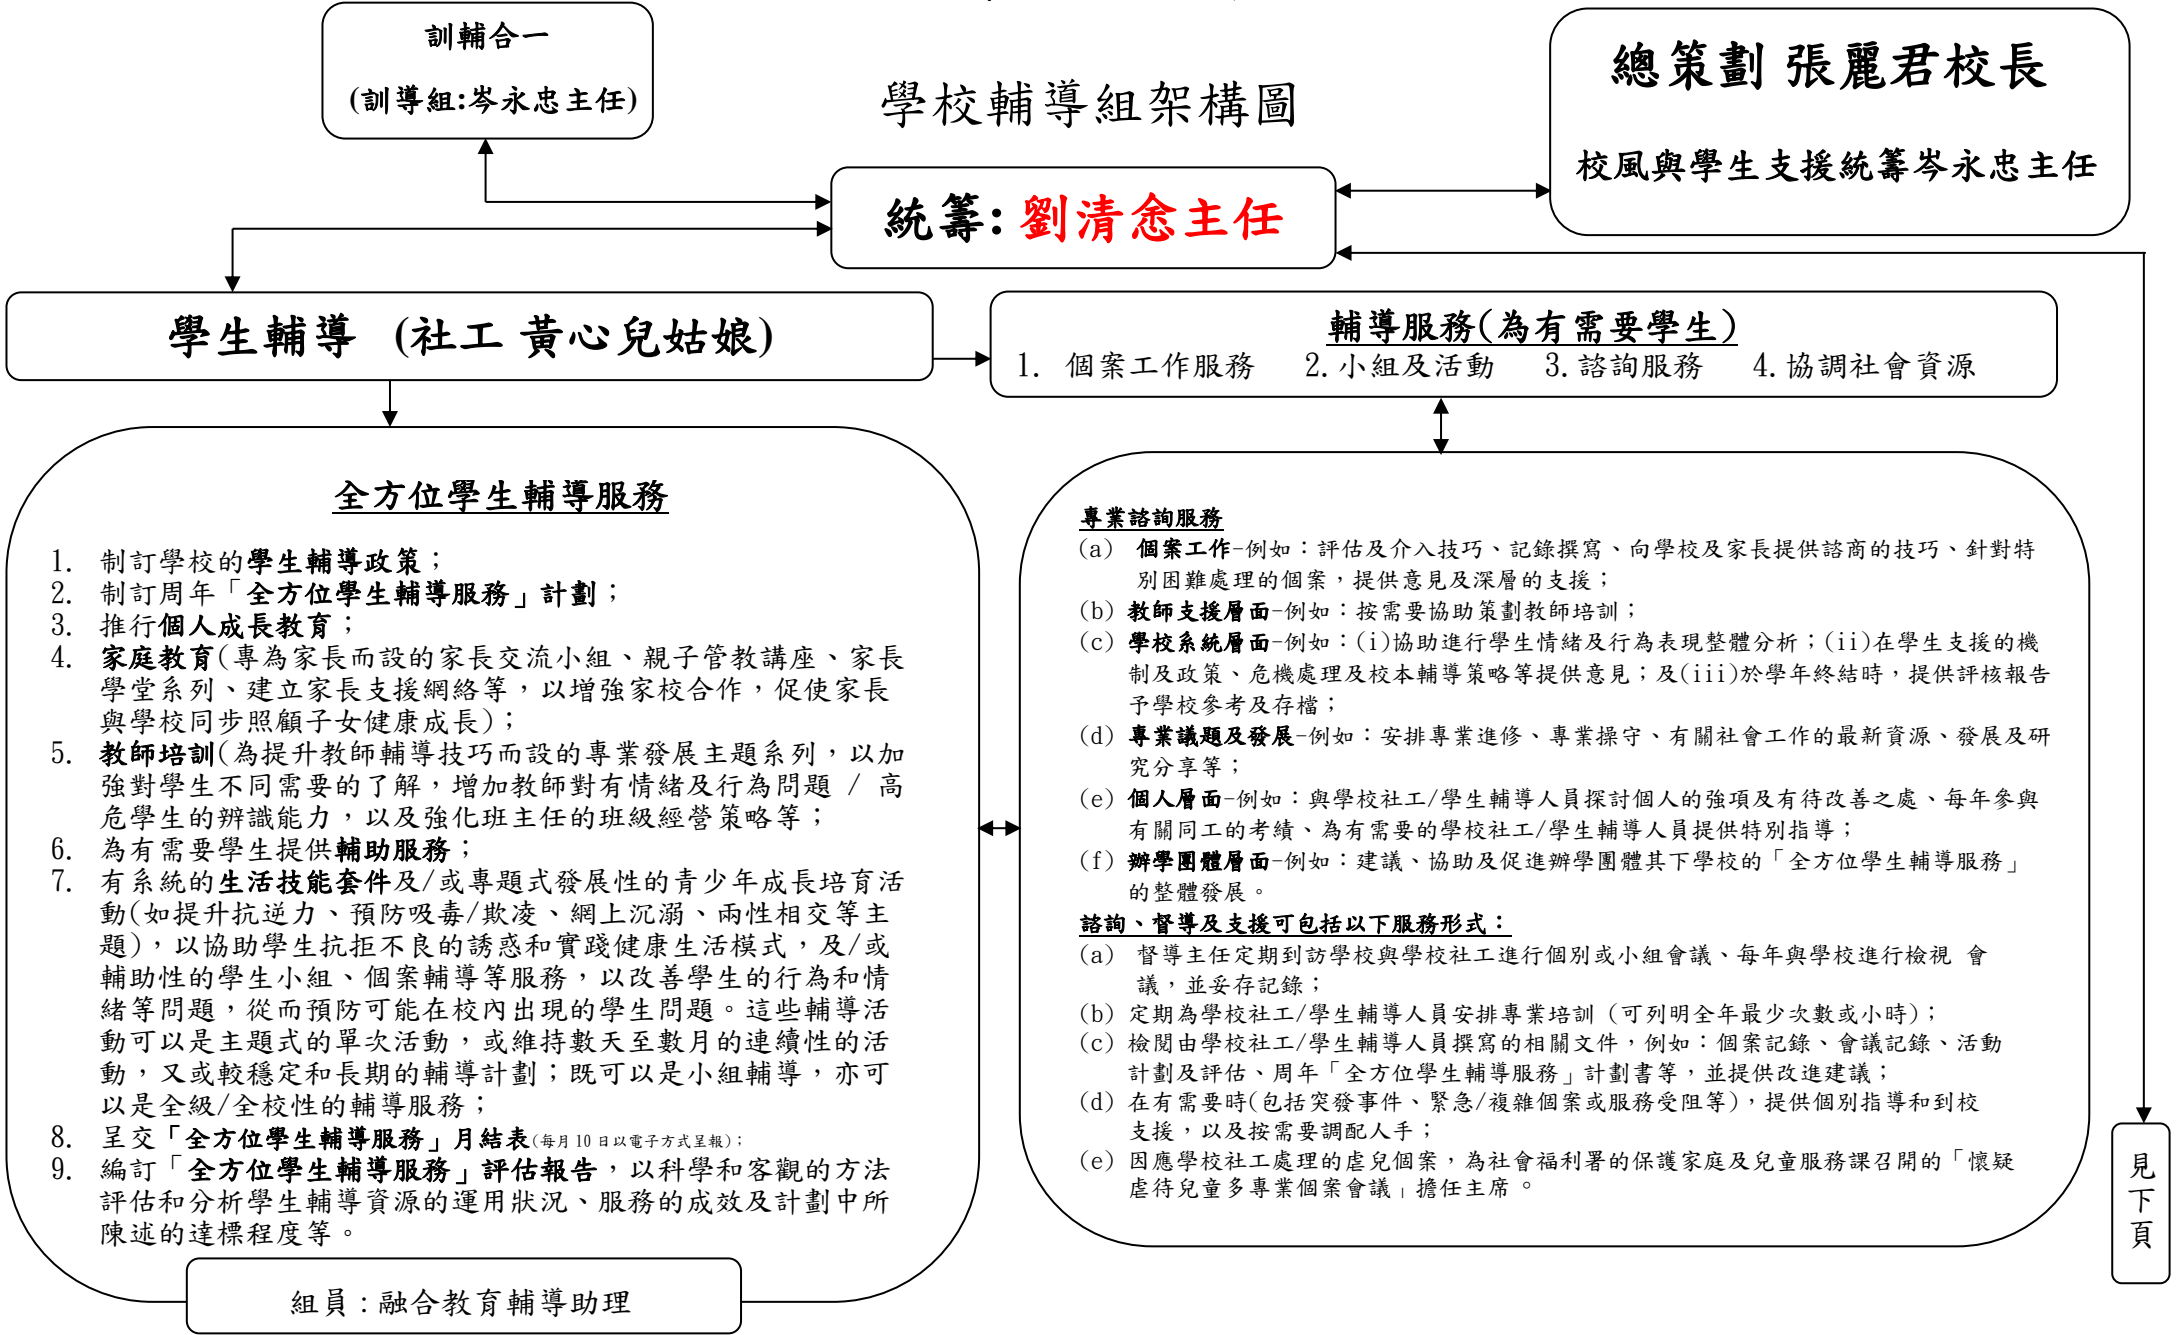 訓輔合一
(訓導組:岑永忠主任)
學校輔導組架構圖
總策劃 張麗君校長
校風與學生支援統籌岑永忠主任
統籌:劉清悆主任
學生輔導 (社工 黃心兒姑娘)
輔導服務(為有需要學生)
1. 個案工作服務 2.小組及活動 3.諮詢服務 4.協調社會資源
全方位學生輔導服務
1. 制訂學校的學生輔導政策；
2. 制訂周年「全方位學生輔導服務」計劃；
3. 推行個人成長教育；
4. 家庭教育(專為家長而設的家長交流小組、親子管教講座、家長
學堂系列、建立家長支援網絡等，以增強家校合作，促使家長
與學校同步照顧子女健康成長)；
5. 教師培訓(為提升教師輔導技巧而設的專業發展主題系列，以加
強對學生不同需要的了解，增加教師對有情緒及行為問題 / 高
危學生的辨識能力，以及強化班主任的班級經營策略等；
6. 為有需要學生提供輔助服務；
7. 有系統的生活技能套件及/或專題式發展性的青少年成長培育活
動(如提升抗逆力、預防吸毒/欺凌、網上沉溺、兩性相交等主
題)，以協助學生抗拒不良的誘惑和實踐健康生活模式，及/或
輔助性的學生小組、個案輔導等服務，以改善學生的行為和情
緒等問題，從而預防可能在校內出現的學生問題。這些輔導活
動可以是主題式的單次活動，或維持數天至數月的連續性的活
動，又或較穩定和長期的輔導計劃；既可以是小組輔導，亦可
以是全級/全校性的輔導服務；
8. 呈交「全方位學生輔導服務」月結表(每月 10 日以電子方式呈報)；
9. 編訂「全方位學生輔導服務」評估報告，以科學和客觀的方法
評估和分析學生輔導資源的運用狀況、服務的成效及計劃中所
陳述的達標程度等。
組員：融合教育輔導助理
專業諮詢服務
(a) 個案工作-例如：評估及介入技巧、記錄撰寫、向學校及家長提供諮商的技巧、針對特
別困難處理的個案，提供意見及深層的支援；
(b) 教師支援層面-例如：按需要協助策劃教師培訓；
(c) 學校系統層面-例如：(i)協助進行學生情緒及行為表現整體分析；(ii)在學生支援的機
制及政策、危機處理及校本輔導策略等提供意見；及(iii)於學年終結時，提供評核報告
予學校參考及存檔；
(d) 專業議題及發展-例如：安排專業進修、專業操守、有關社會工作的最新資源、發展及研
究分享等；
(e) 個人層面-例如：與學校社工/學生輔導人員探討個人的強項及有待改善之處、每年參與
有關同工的考績、為有需要的學校社工/學生輔導人員提供特別指導；
(f) 辦學團體層面-例如：建議、協助及促進辦學團體其下學校的「全方位學生輔導服務」
的整體發展。
諮詢、督導及支援可包括以下服務形式：
(a) 督導主任定期到訪學校與學校社工進行個別或小組會議、每年與學校進行檢視 會
議，並妥存記錄；
(b) 定期為學校社工/學生輔導人員安排專業培訓 (可列明全年最少次數或小時)；
(c) 檢閱由學校社工/學生輔導人員撰寫的相關文件，例如：個案記錄、會議記錄、活動
計劃及評估、周年「全方位學生輔導服務」計劃書等，並提供改進建議；
(d) 在有需要時(包括突發事件、緊急/複雜個案或服務受阻等)，提供個別指導和到校
支援，以及按需要調配人手；
(e) 因應學校社工處理的虐兒個案，為社會福利署的保護家庭及兒童服務課召開的「懷疑
虐待兒童多專業個案會議」擔任主席。
見下頁